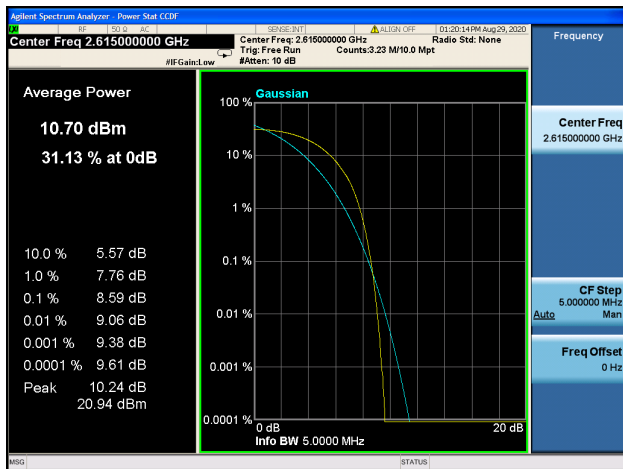 Agilent Spectrum Analyzer - Power Stat CCDF
RF 50 Ω AC SENSE:INT ALIGN OFF 01:20:14 PM Aug 29, 2020
Center Freq 2.615000000 GHz
Center Freq: 2.615000000 GHz Radio Std: None
Trig: Free Run Counts:3.23 M/10.0 Mpt
#IFGain:Low #Atten: 10 dB
Frequency
Average Power
10.70 dBm
31.13 % at 0dB
10.0 % 5.57 dB
1.0 % 7.76 dB
0.1 % 8.59 dB
0.01 % 9.06 dB
0.001 % 9.38 dB
0.0001 % 9.61 dB
Peak 10.24 dB
20.94 dBm
Gaussian
100 %
10 %
1 %
0.1 %
0.01 %
0.001 %
0.0001 %
0 dB 20 dB
Info BW 5.0000 MHz
Center Freq
2.615000000 GHz
CF Step
5.000000 MHz
Auto Man
Freq Offset
0 Hz
MSG STATUS